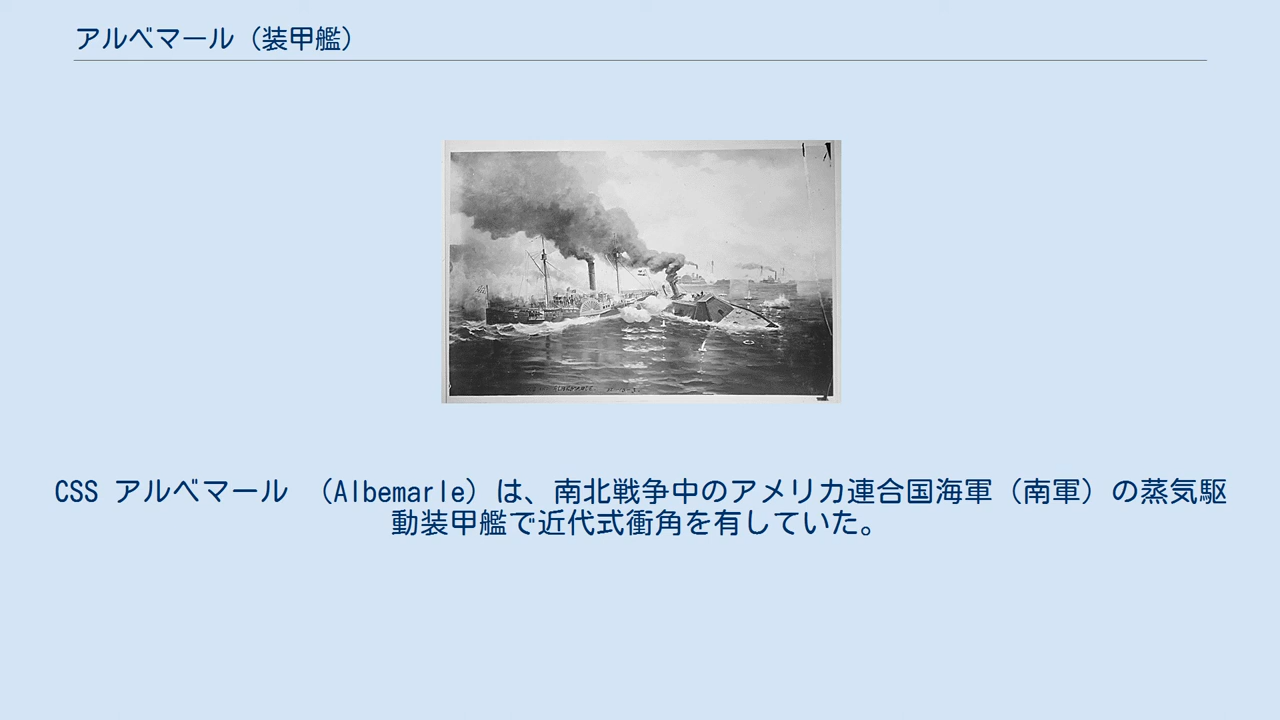 アルベマール（装甲艦）
CSS アルベマール （Albemarle）は、南北戦争中のアメリカ連合国海軍（南軍）の蒸気駆
動装甲艦で近代式衝角を有していた。